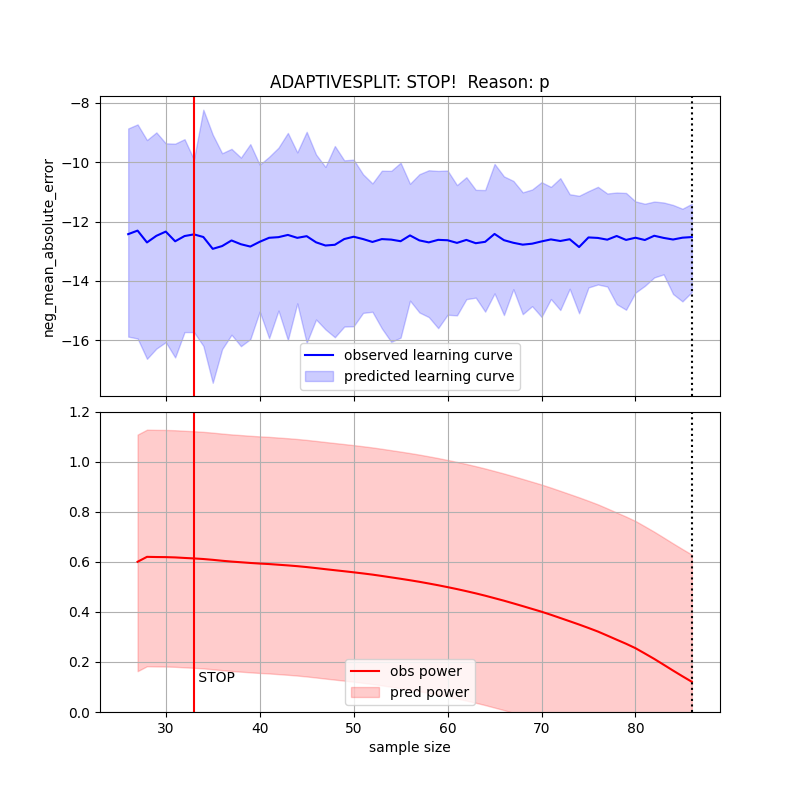 ADAPTIVESPLIT: STOP!  Reason: p
neg_mean_absolute_error
−8
−10
−12
−14
−16
observed learning curve
predicted learning curve
1.2
1.0
0.8
0.6
0.4
0.2
0.0
STOP
obs power
pred power
30 40 50 60 70 80
sample size